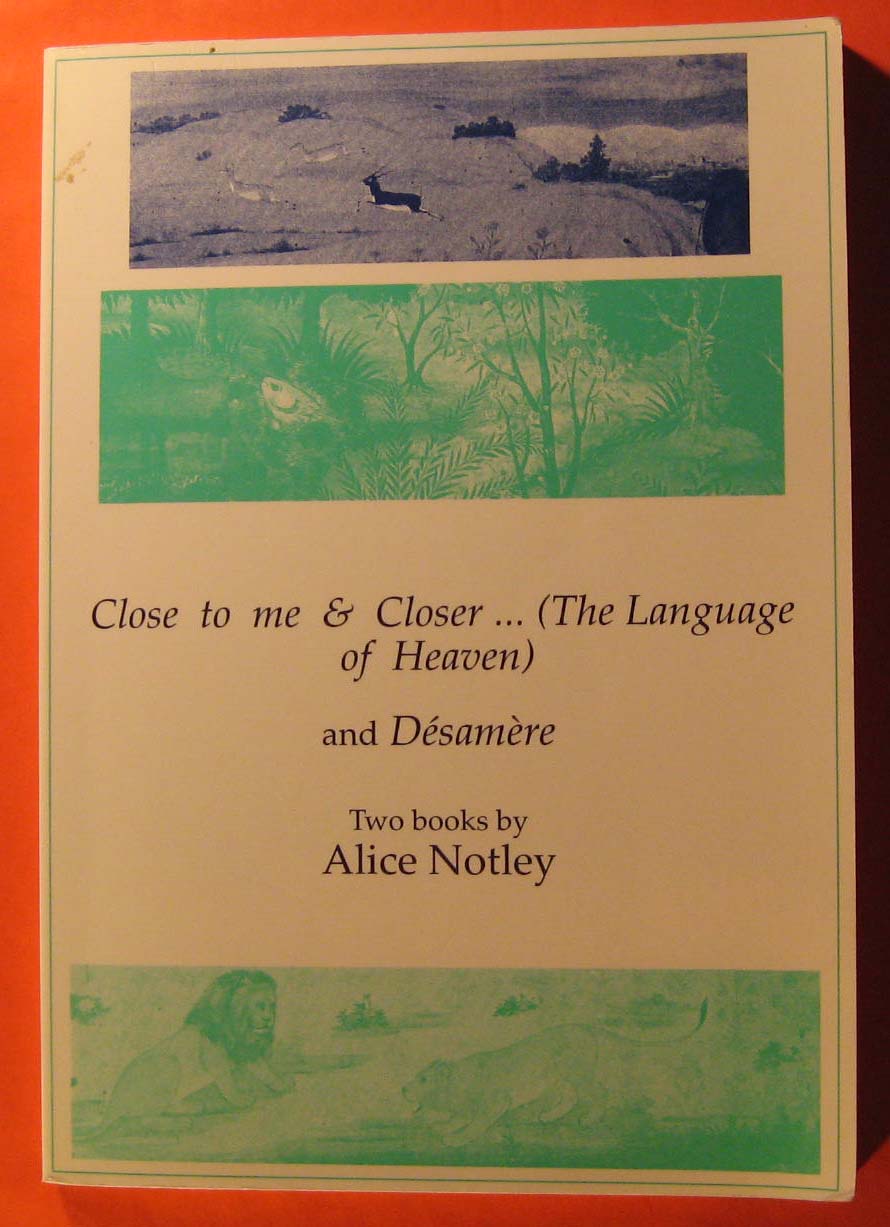 Close to me & Closer ... (The Language
of Heaven)
and Désamère
Two books by
Alice Notley